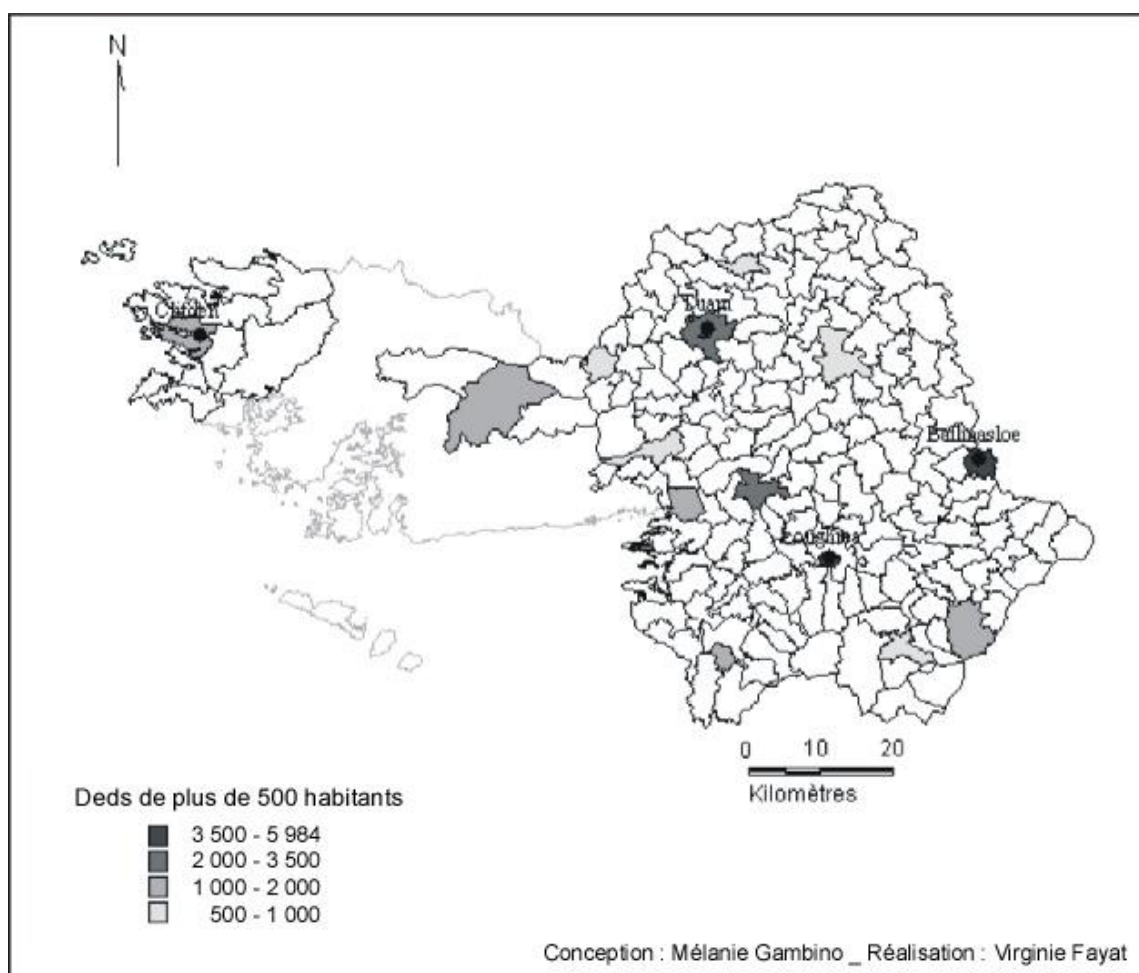 N
Clifden
Tuam
Ballinasloe
Loughrea
0 10 20
Kilomètres
Deds de plus de 500 habitants
3 500 - 5 984
2 000 - 3 500
1 000 - 2 000
500 - 1 000
Conception : Mélanie Gambino _ Réalisation : Virginie Fayat